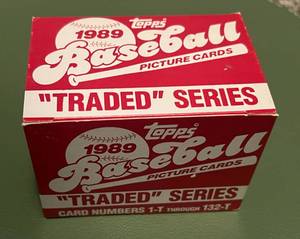 Topps
1989
Baseball
PICTURE CARDS
"TRADED" SERIES
Topps
1989
Baseball
PICTURE CARDS
"TRADED" SERIES
CARD NUMBERS 1-T THROUGH 132-T